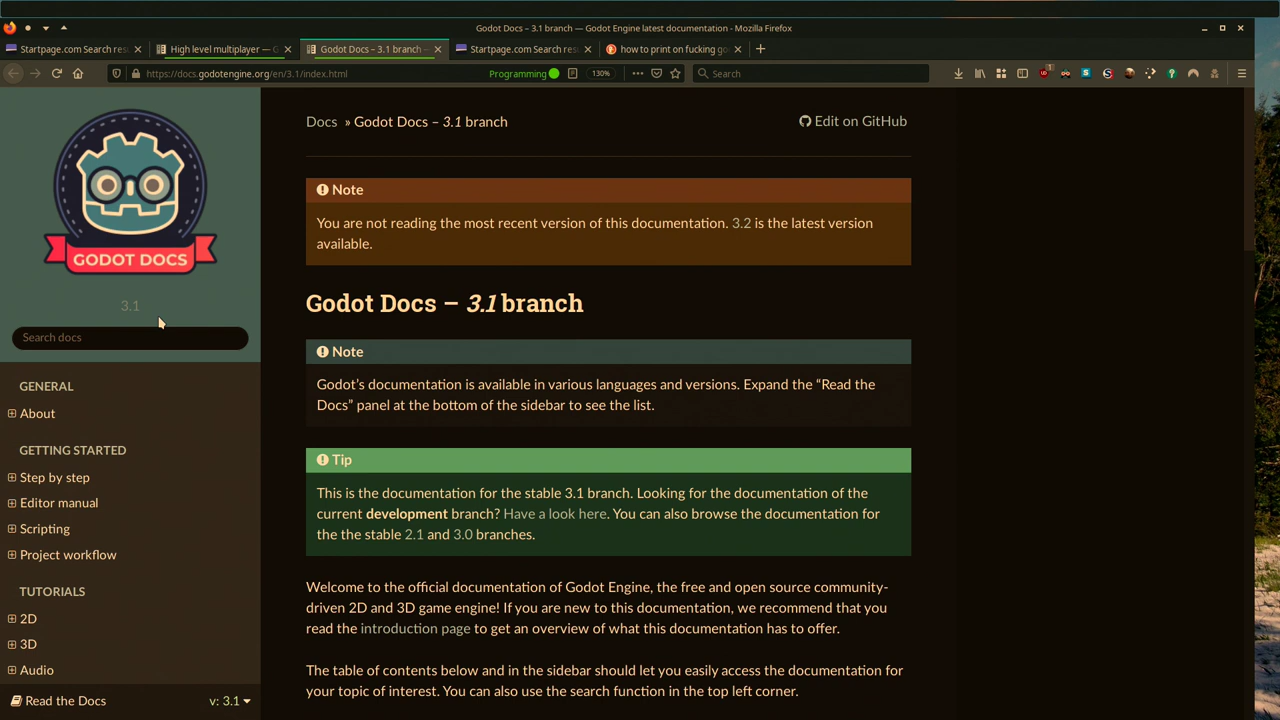 Godot Docs – 3.1 branch — Godot Engine latest documentation - Mozilla Firefox
Startpage.com Search res
High level multiplayer — G
Godot Docs – 3.1 branch —
Startpage.com Search res
how to print on fucking go
https://docs.godotengine.org/en/3.1/index.html
Programming
130%
Search
1
GODOT DOCS
3.1
Search docs
GENERAL
About
GETTING STARTED
Step by step
Editor manual
Scripting
Project workflow
TUTORIALS
2D
3D
Audio
Read the Docs
v: 3.1
Docs » Godot Docs – 3.1 branch
Edit on GitHub
Note
You are not reading the most recent version of this documentation. 3.2 is the latest version
available.
Godot Docs – 3.1 branch
Note
Godot's documentation is available in various languages and versions. Expand the “Read the
Docs” panel at the bottom of the sidebar to see the list.
Tip
This is the documentation for the stable 3.1 branch. Looking for the documentation of the
current development branch? Have a look here. You can also browse the documentation for
the the stable 2.1 and 3.0 branches.
Welcome to the official documentation of Godot Engine, the free and open source community-
driven 2D and 3D game engine! If you are new to this documentation, we recommend that you
read the introduction page to get an overview of what this documentation has to offer.
The table of contents below and in the sidebar should let you easily access the documentation for
your topic of interest. You can also use the search function in the top left corner.